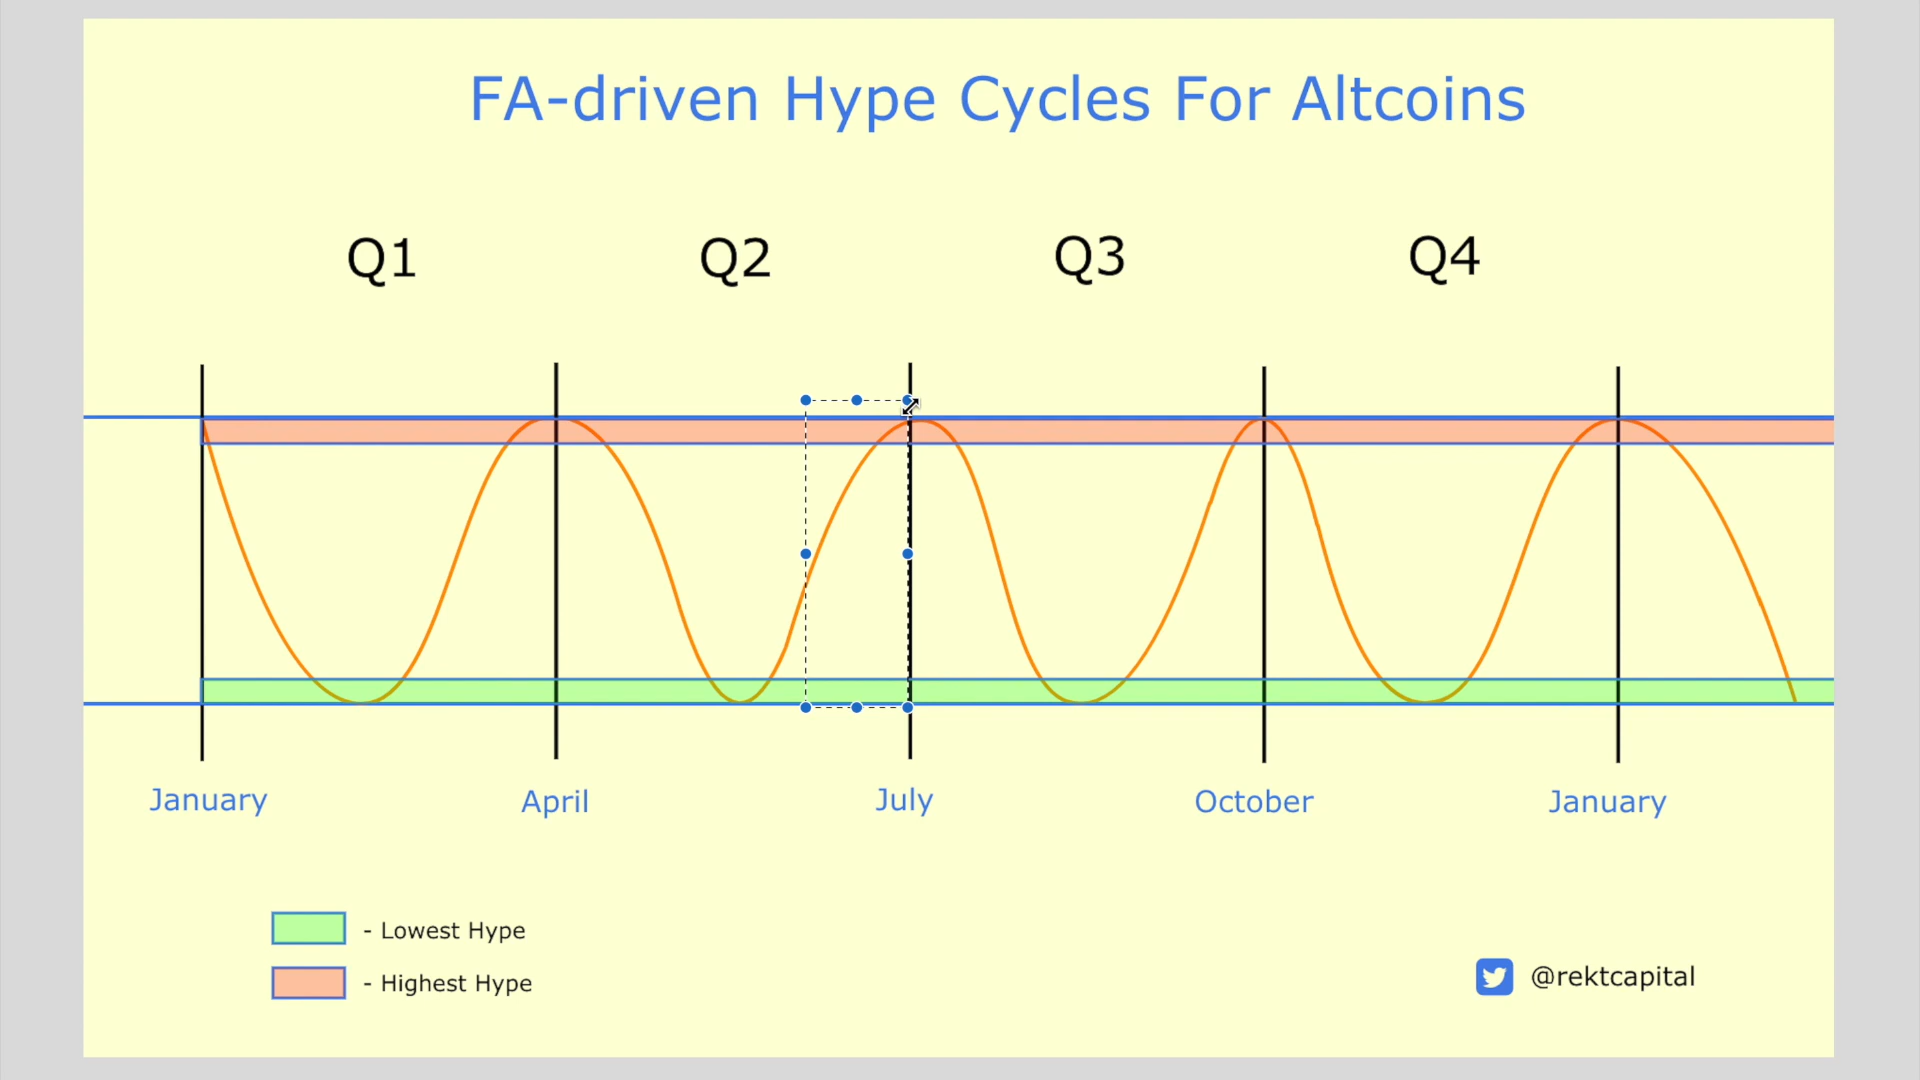 FA-driven Hype Cycles For Altcoins
Q1 Q2 Q3 Q4
January April July October January
- Lowest Hype
- Highest Hype
@rektcapital